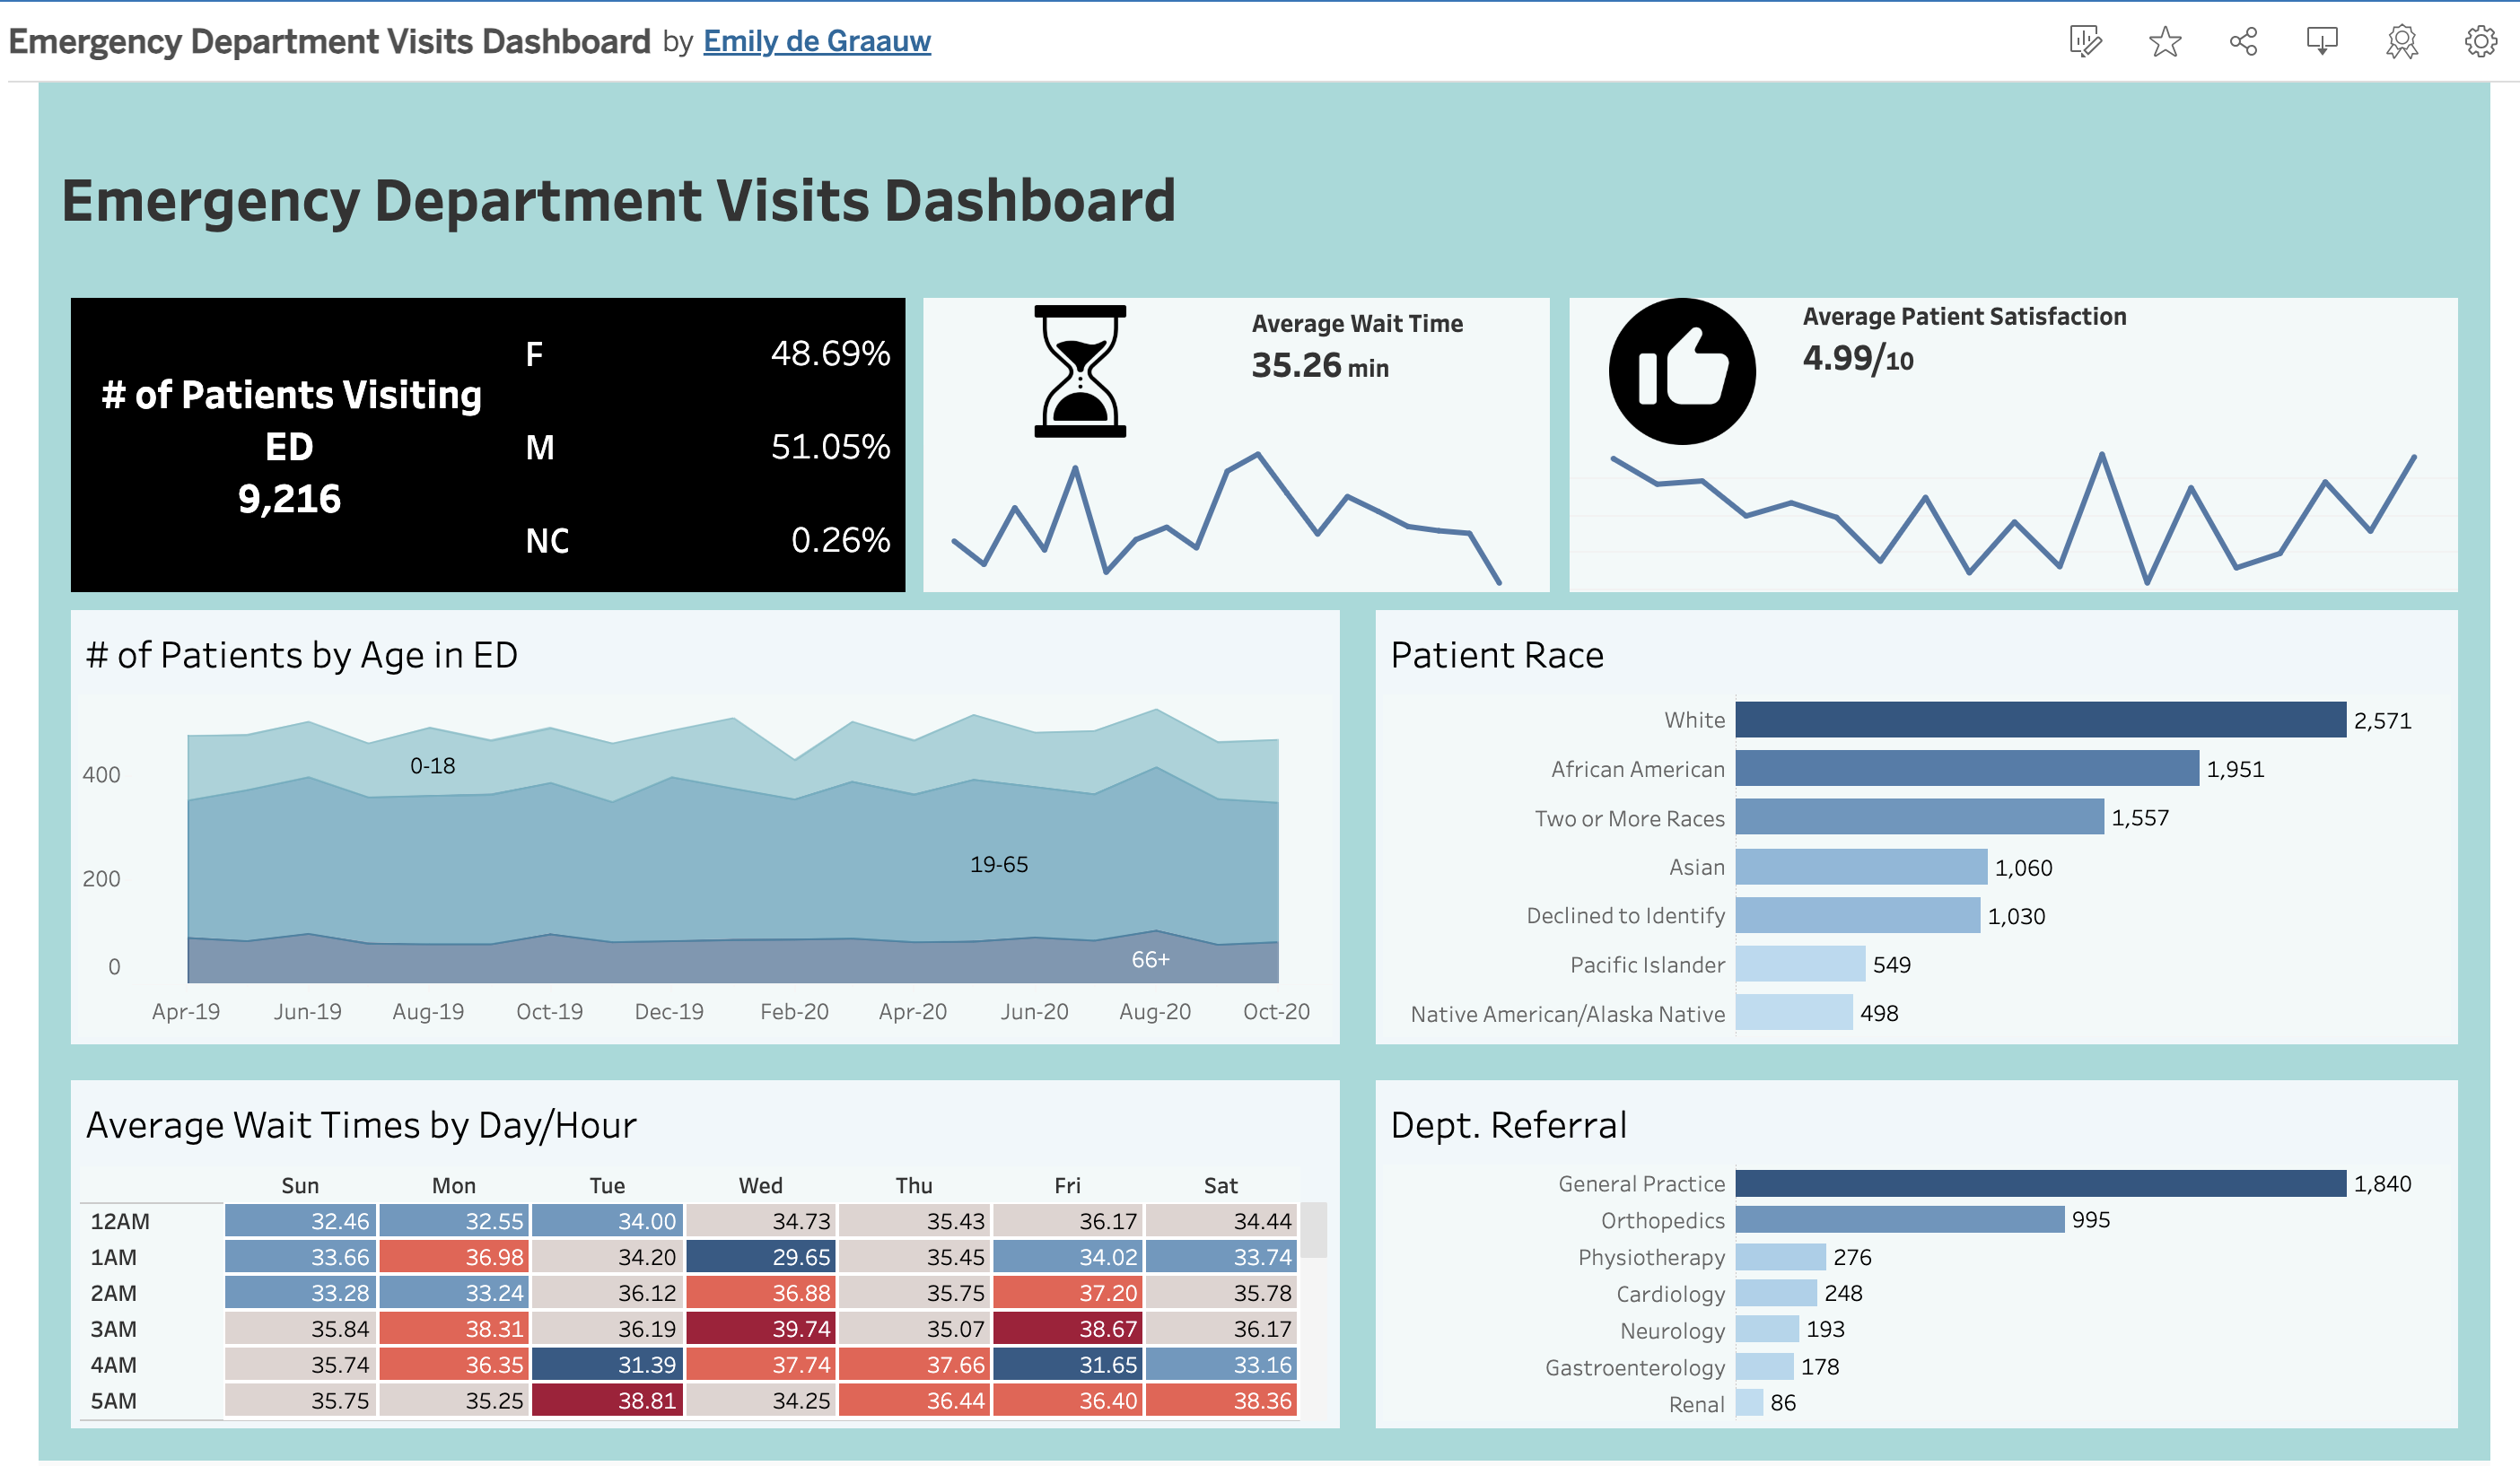 Emergency Department Visits Dashboard by Emily de Graauw
Emergency Department Visits Dashboard
# of Patients Visiting
ED
9,216
F 48.69%
M 51.05%
NC 0.26%
Average Wait Time
35.26 min
Average Patient Satisfaction
4.99/10
# of Patients by Age in ED
400
200
0
0-18
19-65
66+
Apr-19 Jun-19 Aug-19 Oct-19 Dec-19 Feb-20 Apr-20 Jun-20 Aug-20 Oct-20
Patient Race
White 2,571
African American 1,951
Two or More Races 1,557
Asian 1,060
Declined to Identify 1,030
Pacific Islander 549
Native American/Alaska Native 498
Average Wait Times by Day/Hour
Sun Mon Tue Wed Thu Fri Sat
12AM 32.46 32.55 34.00 34.73 35.43 36.17 34.44
1AM 33.66 36.98 34.20 29.65 35.45 34.02 33.74
2AM 33.28 33.24 36.12 36.88 35.75 37.20 35.78
3AM 35.84 38.31 36.19 39.74 35.07 38.67 36.17
4AM 35.74 36.35 31.39 37.74 37.66 31.65 33.16
5AM 35.75 35.25 38.81 34.25 36.44 36.40 38.36
Dept. Referral
General Practice 1,840
Orthopedics 995
Physiotherapy 276
Cardiology 248
Neurology 193
Gastroenterology 178
Renal 86